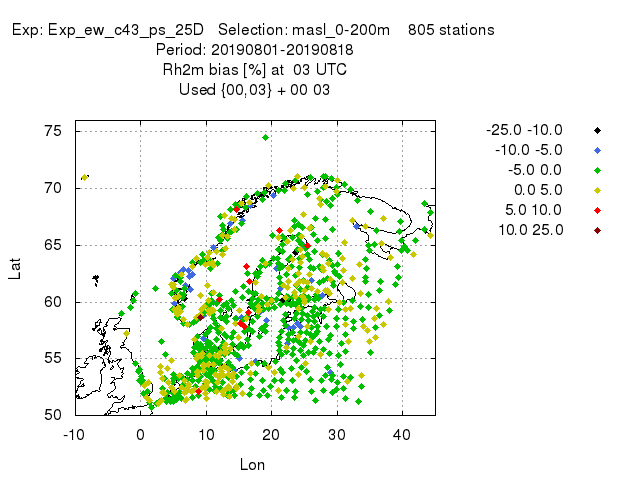 Exp: Exp_ew_c43_ps_25D Selection: masl_0-200m 805 stations
Period: 20190801-20190818
Rh2m bias [%] at 03 UTC
Used {00,03} + 00 03
-25.0 -10.0
-10.0 -5.0
-5.0 0.0
0.0 5.0
5.0 10.0
10.0 25.0
75
70
65
60
55
50
Lat
-10 0 10 20 30 40
Lon